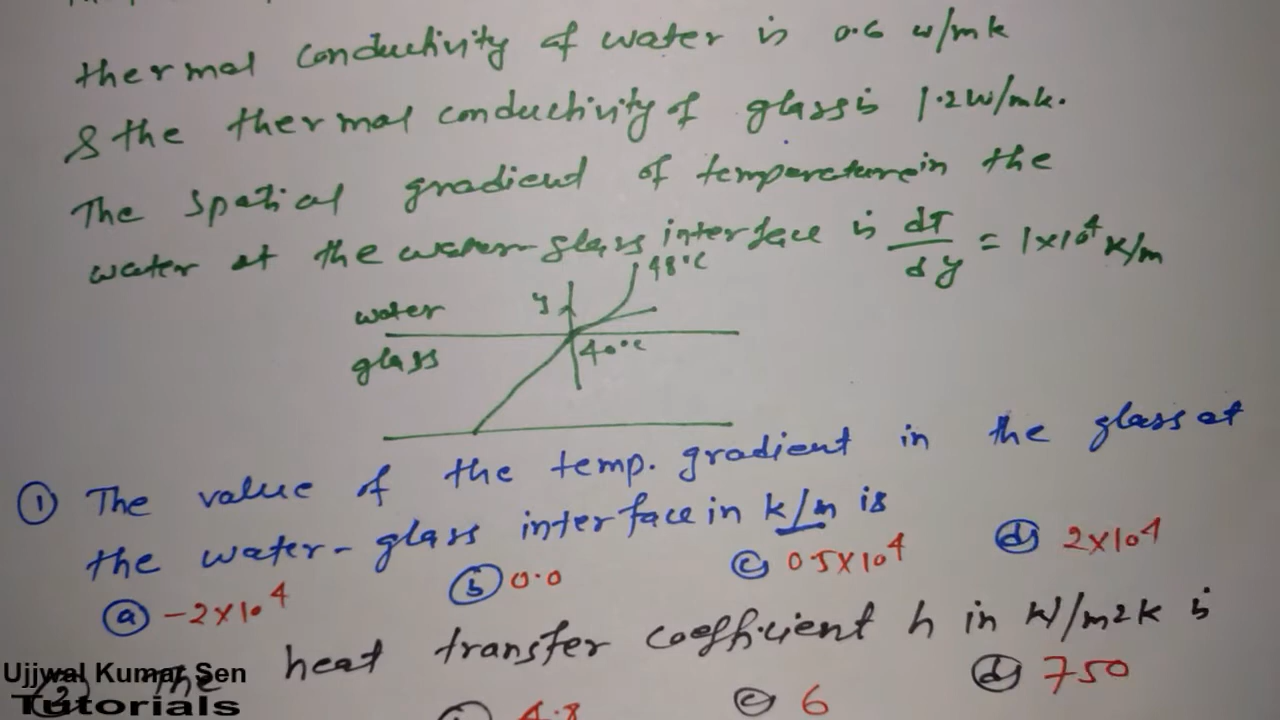 thermal conductivity of water is 0.6 w/mk
& the thermal conductivity of glass is 1.2 W/mk.
The spatial gradient of temperature in the
water at the water-glass interface is dT/dy = 1×10⁴ K/m
48°C
water y
40°C
glass
① The value of the temp. gradient in the glass at
the water-glass interface in k/m is
ⓐ -2×10⁴ ⓑ 0.0 ⓒ 0.5×10⁴ ⓓ 2×10⁴
② The heat transfer coefficient h in W/m2k is
4.8 ⓒ 6 ⓓ 750
Ujjwal Kumar Sen
Tutorials